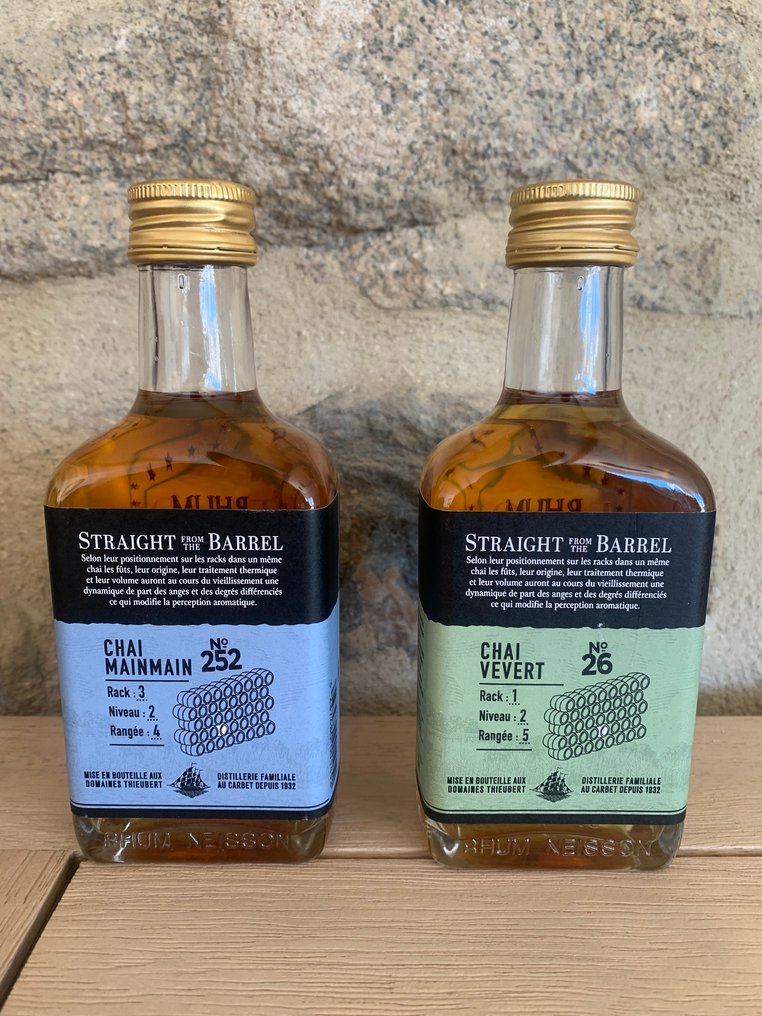 RHUM
STRAIGHT FROM THE BARREL
Selon leur positionnement sur les racks dans un même
chai les fûts, leur origine, leur traitement thermique
et leur volume auront au cours du vieillissement une
dynamique de part des anges et des degrés différenciés
ce qui modifie la perception aromatique.
CHAI
MAINMAIN
Nº
252
Rack : 3
Niveau : 2
Rangée : 4
MISE EN BOUTEILLE AUX
DOMAINES THIEUBERT
DISTILLERIE FAMILIALE
AU CARBET DEPUIS 1932
RHUM NEISSON
RHUM
STRAIGHT FROM THE BARREL
Selon leur positionnement sur les racks dans un même
chai les fûts, leur origine, leur traitement thermique
et leur volume auront au cours du vieillissement une
dynamique de part des anges et des degrés différenciés
ce qui modifie la perception aromatique.
CHAI
VEVERT
Nº
26
Rack : 1
Niveau : 2
Rangée : 5
MISE EN BOUTEILLE AUX
DOMAINES THIEUBERT
DISTILLERIE FAMILIALE
AU CARBET DEPUIS 1932
RHUM NEISSON